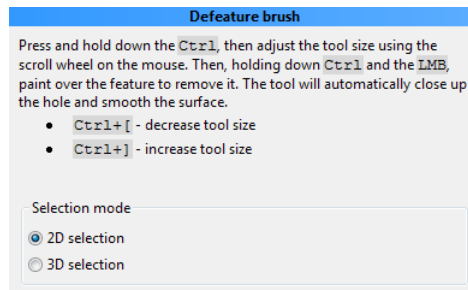 Defeature brush
Press and hold down the Ctrl, then adjust the tool size using the
scroll wheel on the mouse. Then, holding down Ctrl and the LMB,
paint over the feature to remove it. The tool will automatically close up
the hole and smooth the surface.
• Ctrl+[ - decrease tool size
• Ctrl+] - increase tool size
Selection mode
2D selection
3D selection